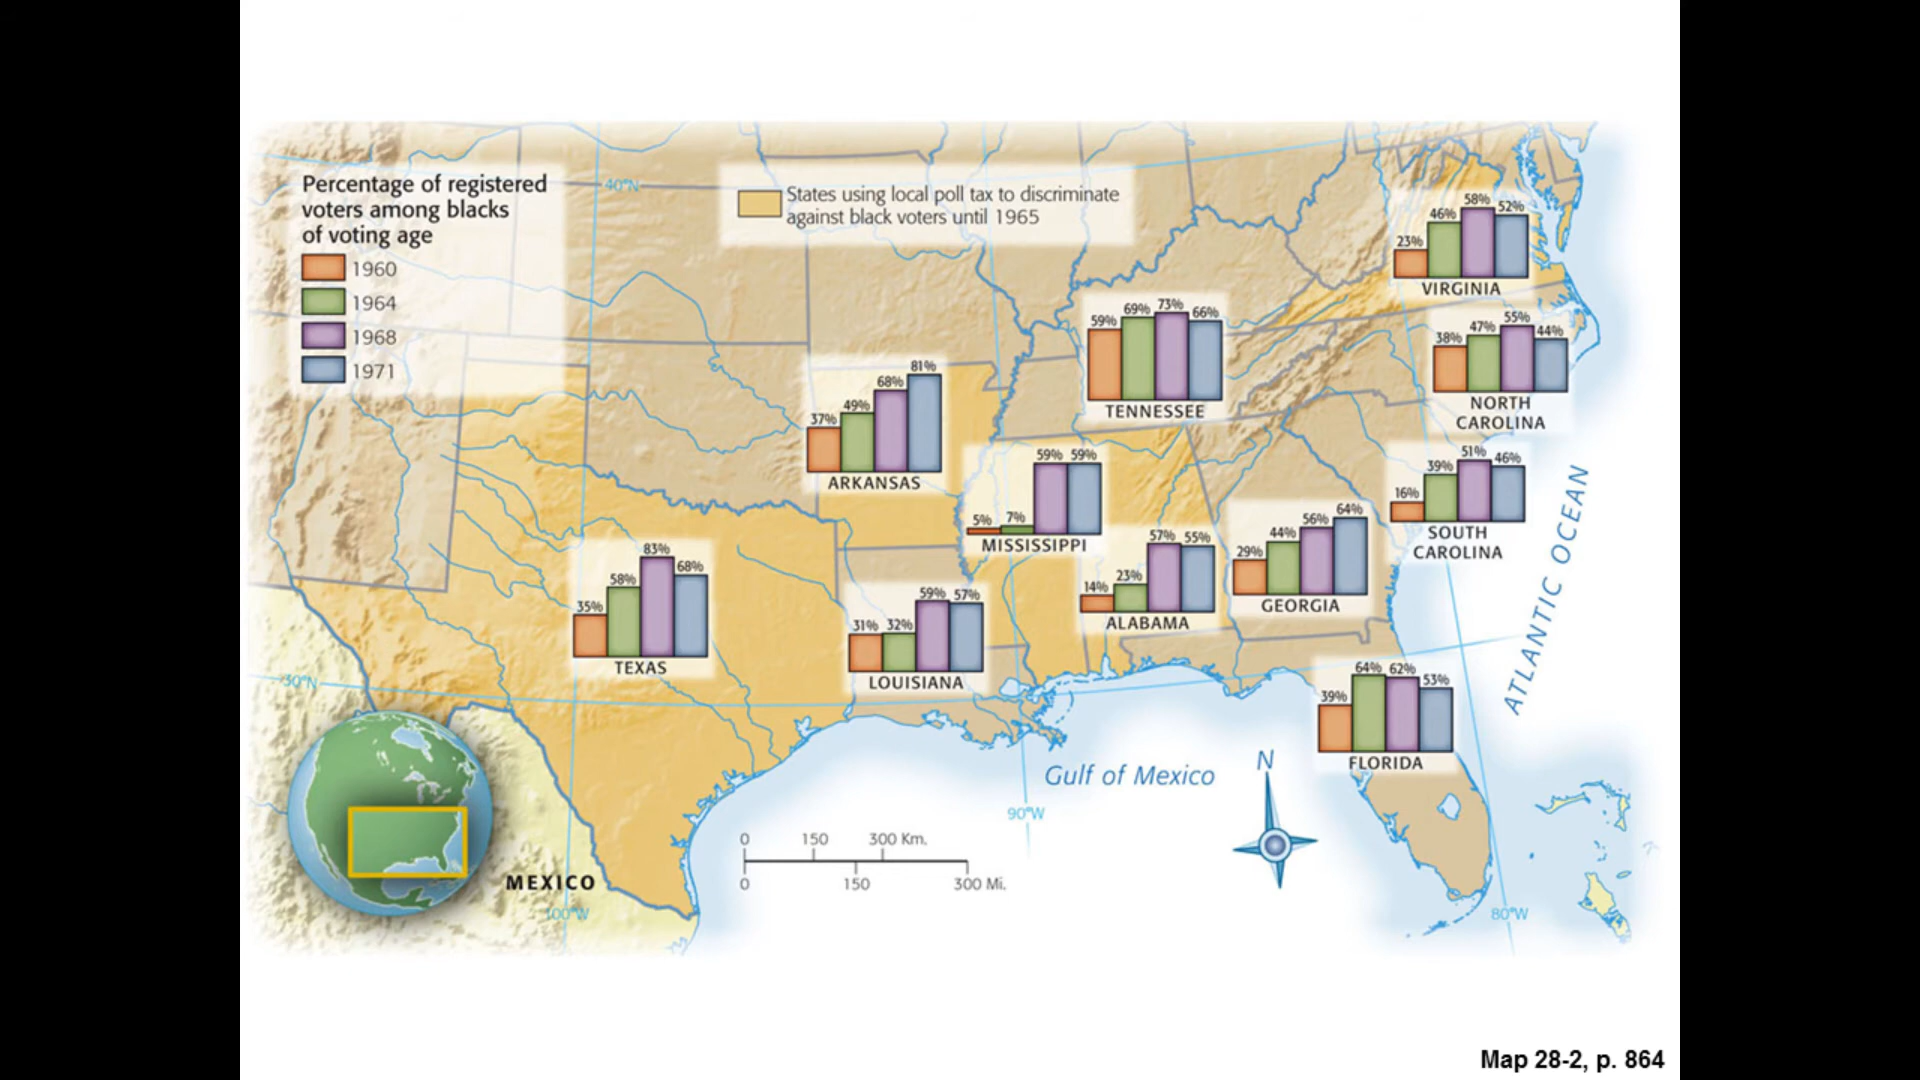 Percentage of registered
voters among blacks
of voting age
1960
1964
1968
1971
40°N
States using local poll tax to discriminate
against black voters until 1965
23% 46% 58% 52%
VIRGINIA
59% 69% 73% 66%
TENNESSEE
38% 47% 55% 44%
NORTH
CAROLINA
37% 49% 68% 81%
ARKANSAS
5% 7% 59% 59%
MISSISSIPPI
16% 39% 51% 46%
SOUTH
CAROLINA
14% 23% 57% 55%
ALABAMA
29% 44% 56% 64%
GEORGIA
35% 58% 83% 68%
TEXAS
31% 32% 59% 57%
LOUISIANA
39% 64% 62% 53%
FLORIDA
ATLANTIC OCEAN
30°N
Gulf of Mexico
N
90°W
0 150 300 Km.
0 150 300 Mi.
MEXICO
100°W
80°W
Map 28-2, p. 864